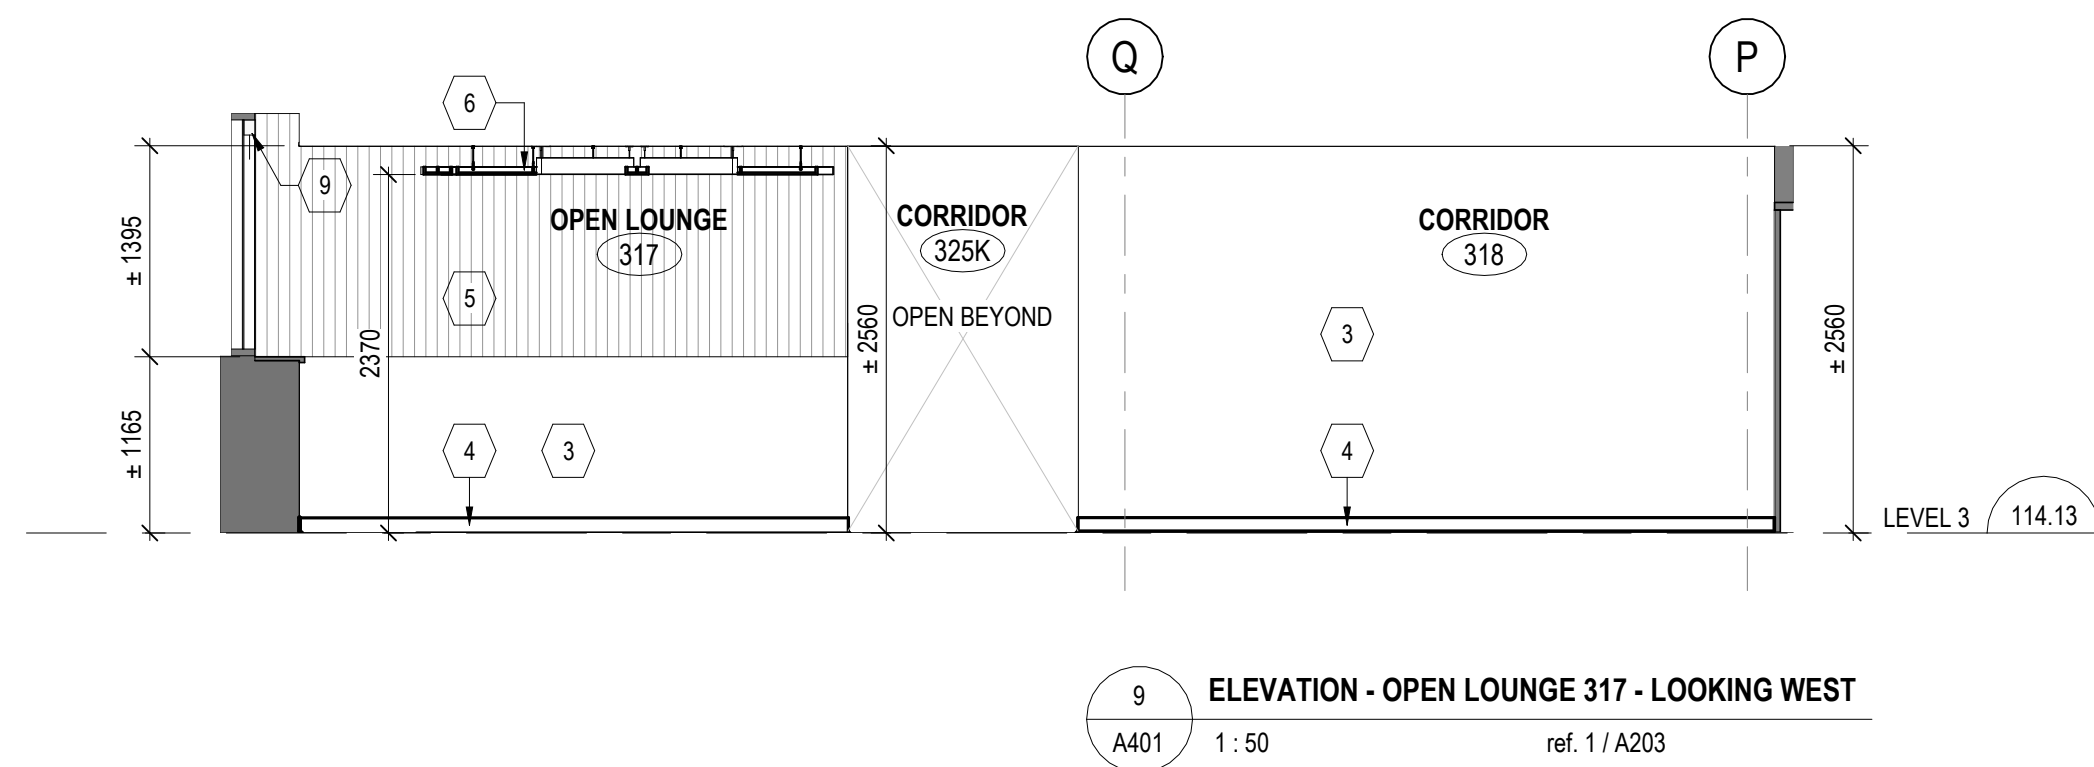 Q
P
6
9
OPEN LOUNGE
317
CORRIDOR
325K
CORRIDOR
318
± 1395
5
2370
± 2560
OPEN BEYOND
3
± 2560
± 1165
4
3
4
LEVEL 3
114.13
9
ELEVATION - OPEN LOUNGE 317 - LOOKING WEST
A401
1 : 50
ref. 1 / A203